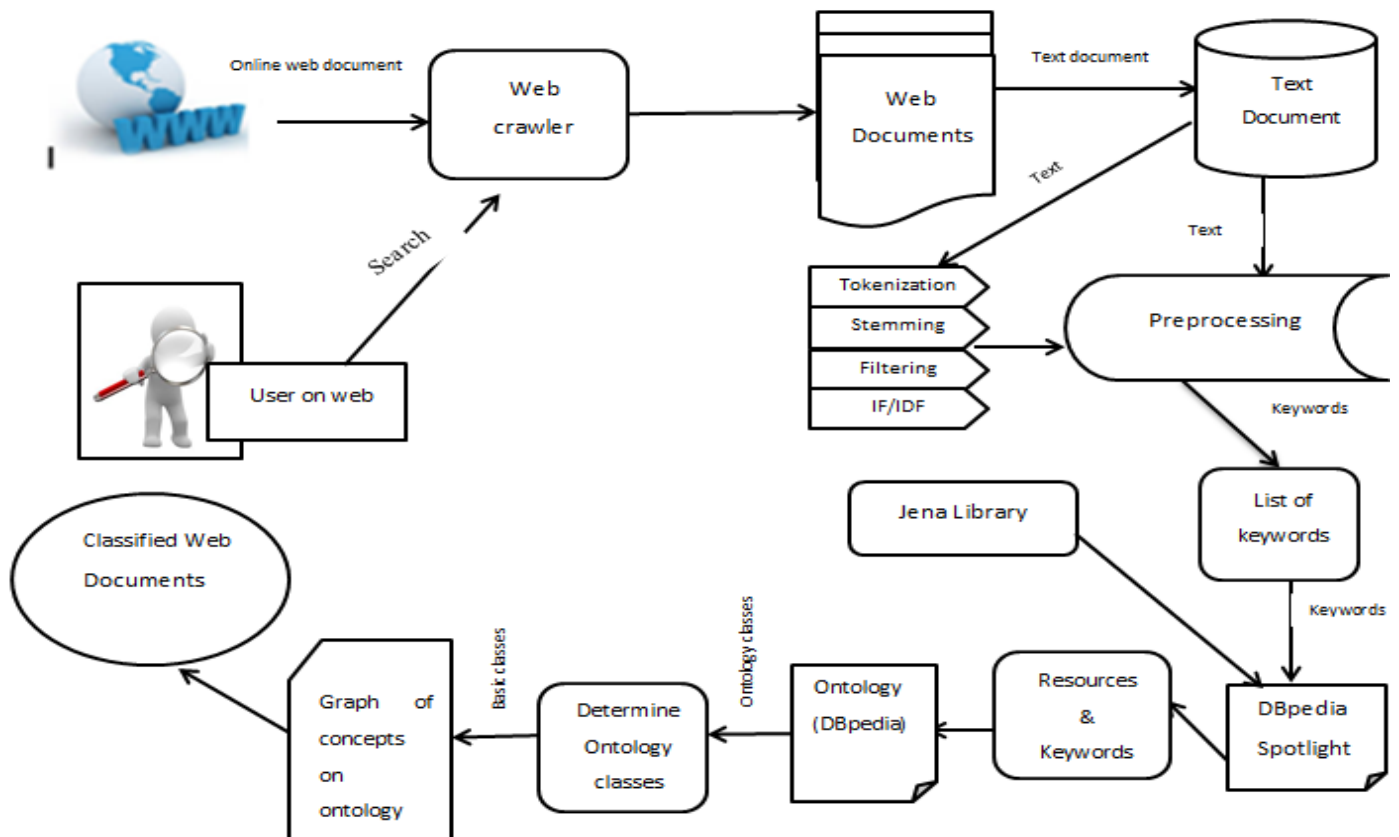 Online web document
WWW
Web
crawler
Web
Documents
Text document
Text
Document
Text
Text
Search
User on web
Tokenization
Stemming
Filtering
IF/IDF
Preprocessing
Keywords
List of
keywords
Keywords
Jena Library
DBpedia
Spotlight
Resources
&
Keywords
Ontology
(DBpedia)
Ontology classes
Determine
Ontology
classes
Basic classes
Graph of
concepts
on
ontology
Classified Web
Documents